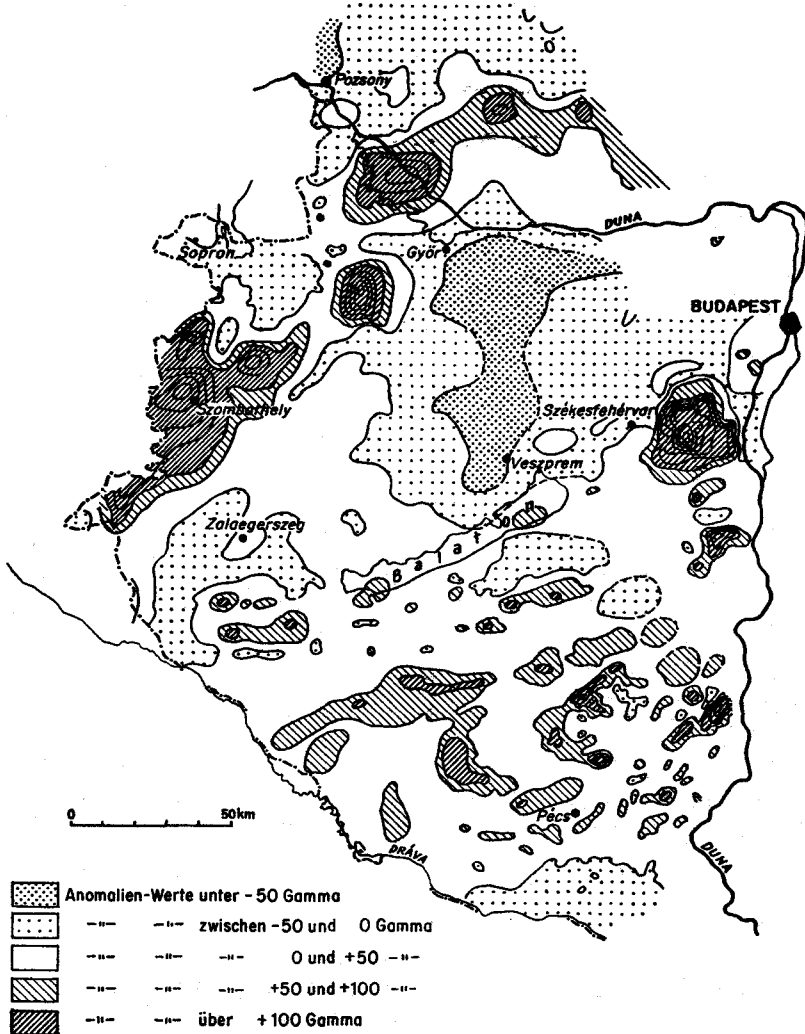 Pozsony
DUNA
Sopron
Győr
BUDAPEST
Szombathely
Székesfehérvár
Veszprem
Zalaegerszeg
Balaton
0 50km
Pécs
DRÁVA
DUNA
Anomalien-Werte unter -50 Gamma
-"- -"- zwischen -50 und 0 Gamma
-"- -"- -"- 0 und +50 -"-
-"- -"- -"- +50 und +100 -"-
-"- -"- über +100 Gamma